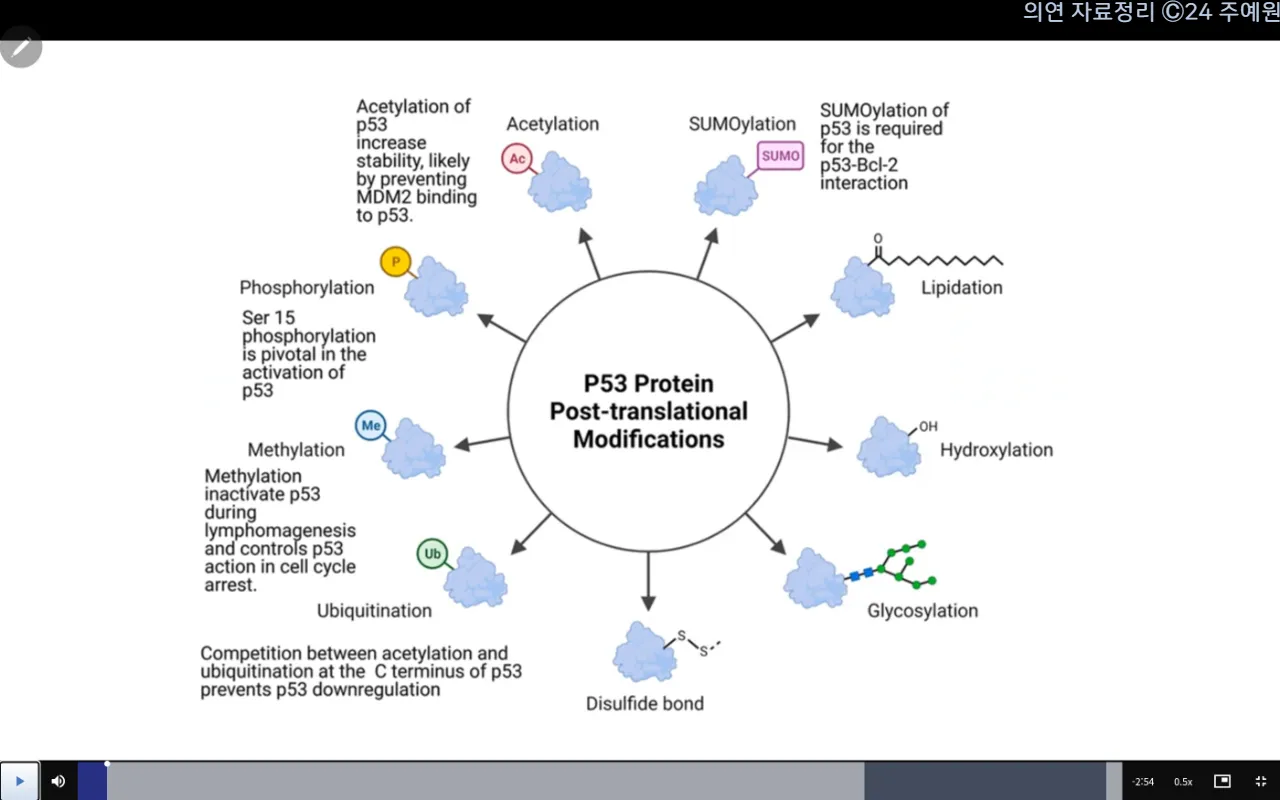 의연 자료정리 ©24 주예원
Acetylation of
p53
increase
stability, likely
by preventing
MDM2 binding
to p53.
Acetylation
Ac
SUMOylation
SUMO
SUMOylation of
p53 is required
for the
p53-Bcl-2
interaction
P
Phosphorylation
Ser 15
phosphorylation
is pivotal in the
activation of
p53
O
Lipidation
P53 Protein
Post-translational
Modifications
Me
Methylation
Methylation
inactivate p53
during
lymphomagenesis
and controls p53
action in cell cycle
arrest.
OH
Hydroxylation
Ub
Ubiquitination
Competition between acetylation and
ubiquitination at the C terminus of p53
prevents p53 downregulation
Glycosylation
S
S
Disulfide bond
-2:54
0.5x